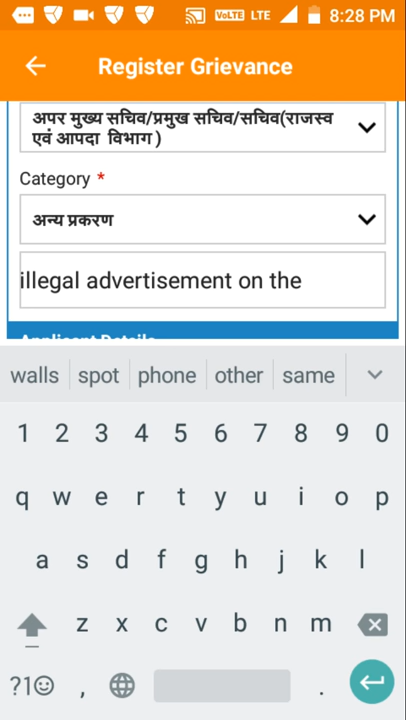 VoLTE LTE 8:28 PM
Register Grievance
अपर मुख्य सचिव/प्रमुख सचिव/सचिव(राजस्व
एवं आपदा विभाग)
Category *
अन्य प्रकरण
illegal advertisement on the
Applicant Details
walls spot phone other same
1 2 3 4 5 6 7 8 9 0
q w e r t y u i o p
a s d f g h j k l
z x c v b n m
?1☺ , .